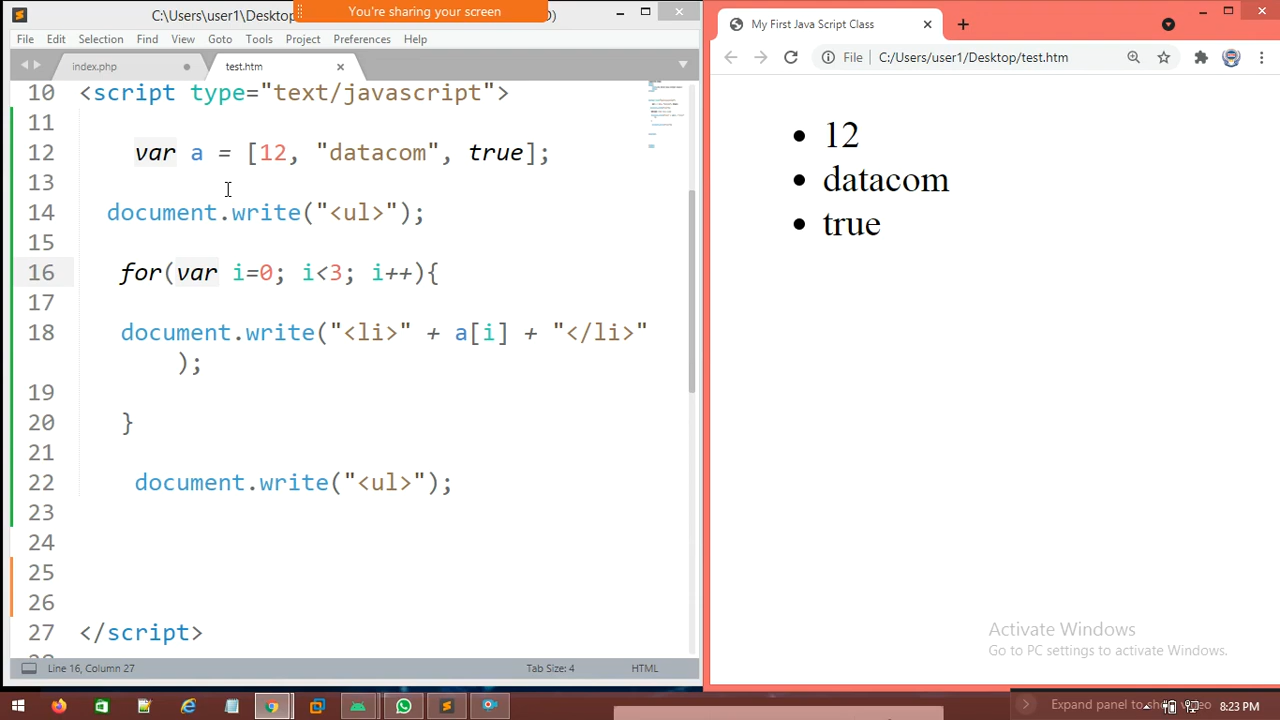 C:\Users\user1\Desktop
You're sharing your screen
)
File Edit Selection Find View Goto Tools Project Preferences Help
index.php
test.htm
10 <script type="text/javascript">
11
12 var a = [12, "datacom", true];
13
14 document.write("<ul>");
15
16 for(var i=0; i<3; i++){
17
18 document.write("<li>" + a[i] + "</li>"
);
19
20 }
21
22 document.write("<ul>");
23
24
25
26
27 </script>
Line 16, Column 27
Tab Size: 4
HTML
My First Java Script Class
File C:/Users/user1/Desktop/test.htm
12
datacom
true
Activate Windows
Go to PC settings to activate Windows.
Expand panel to
8:23 PM